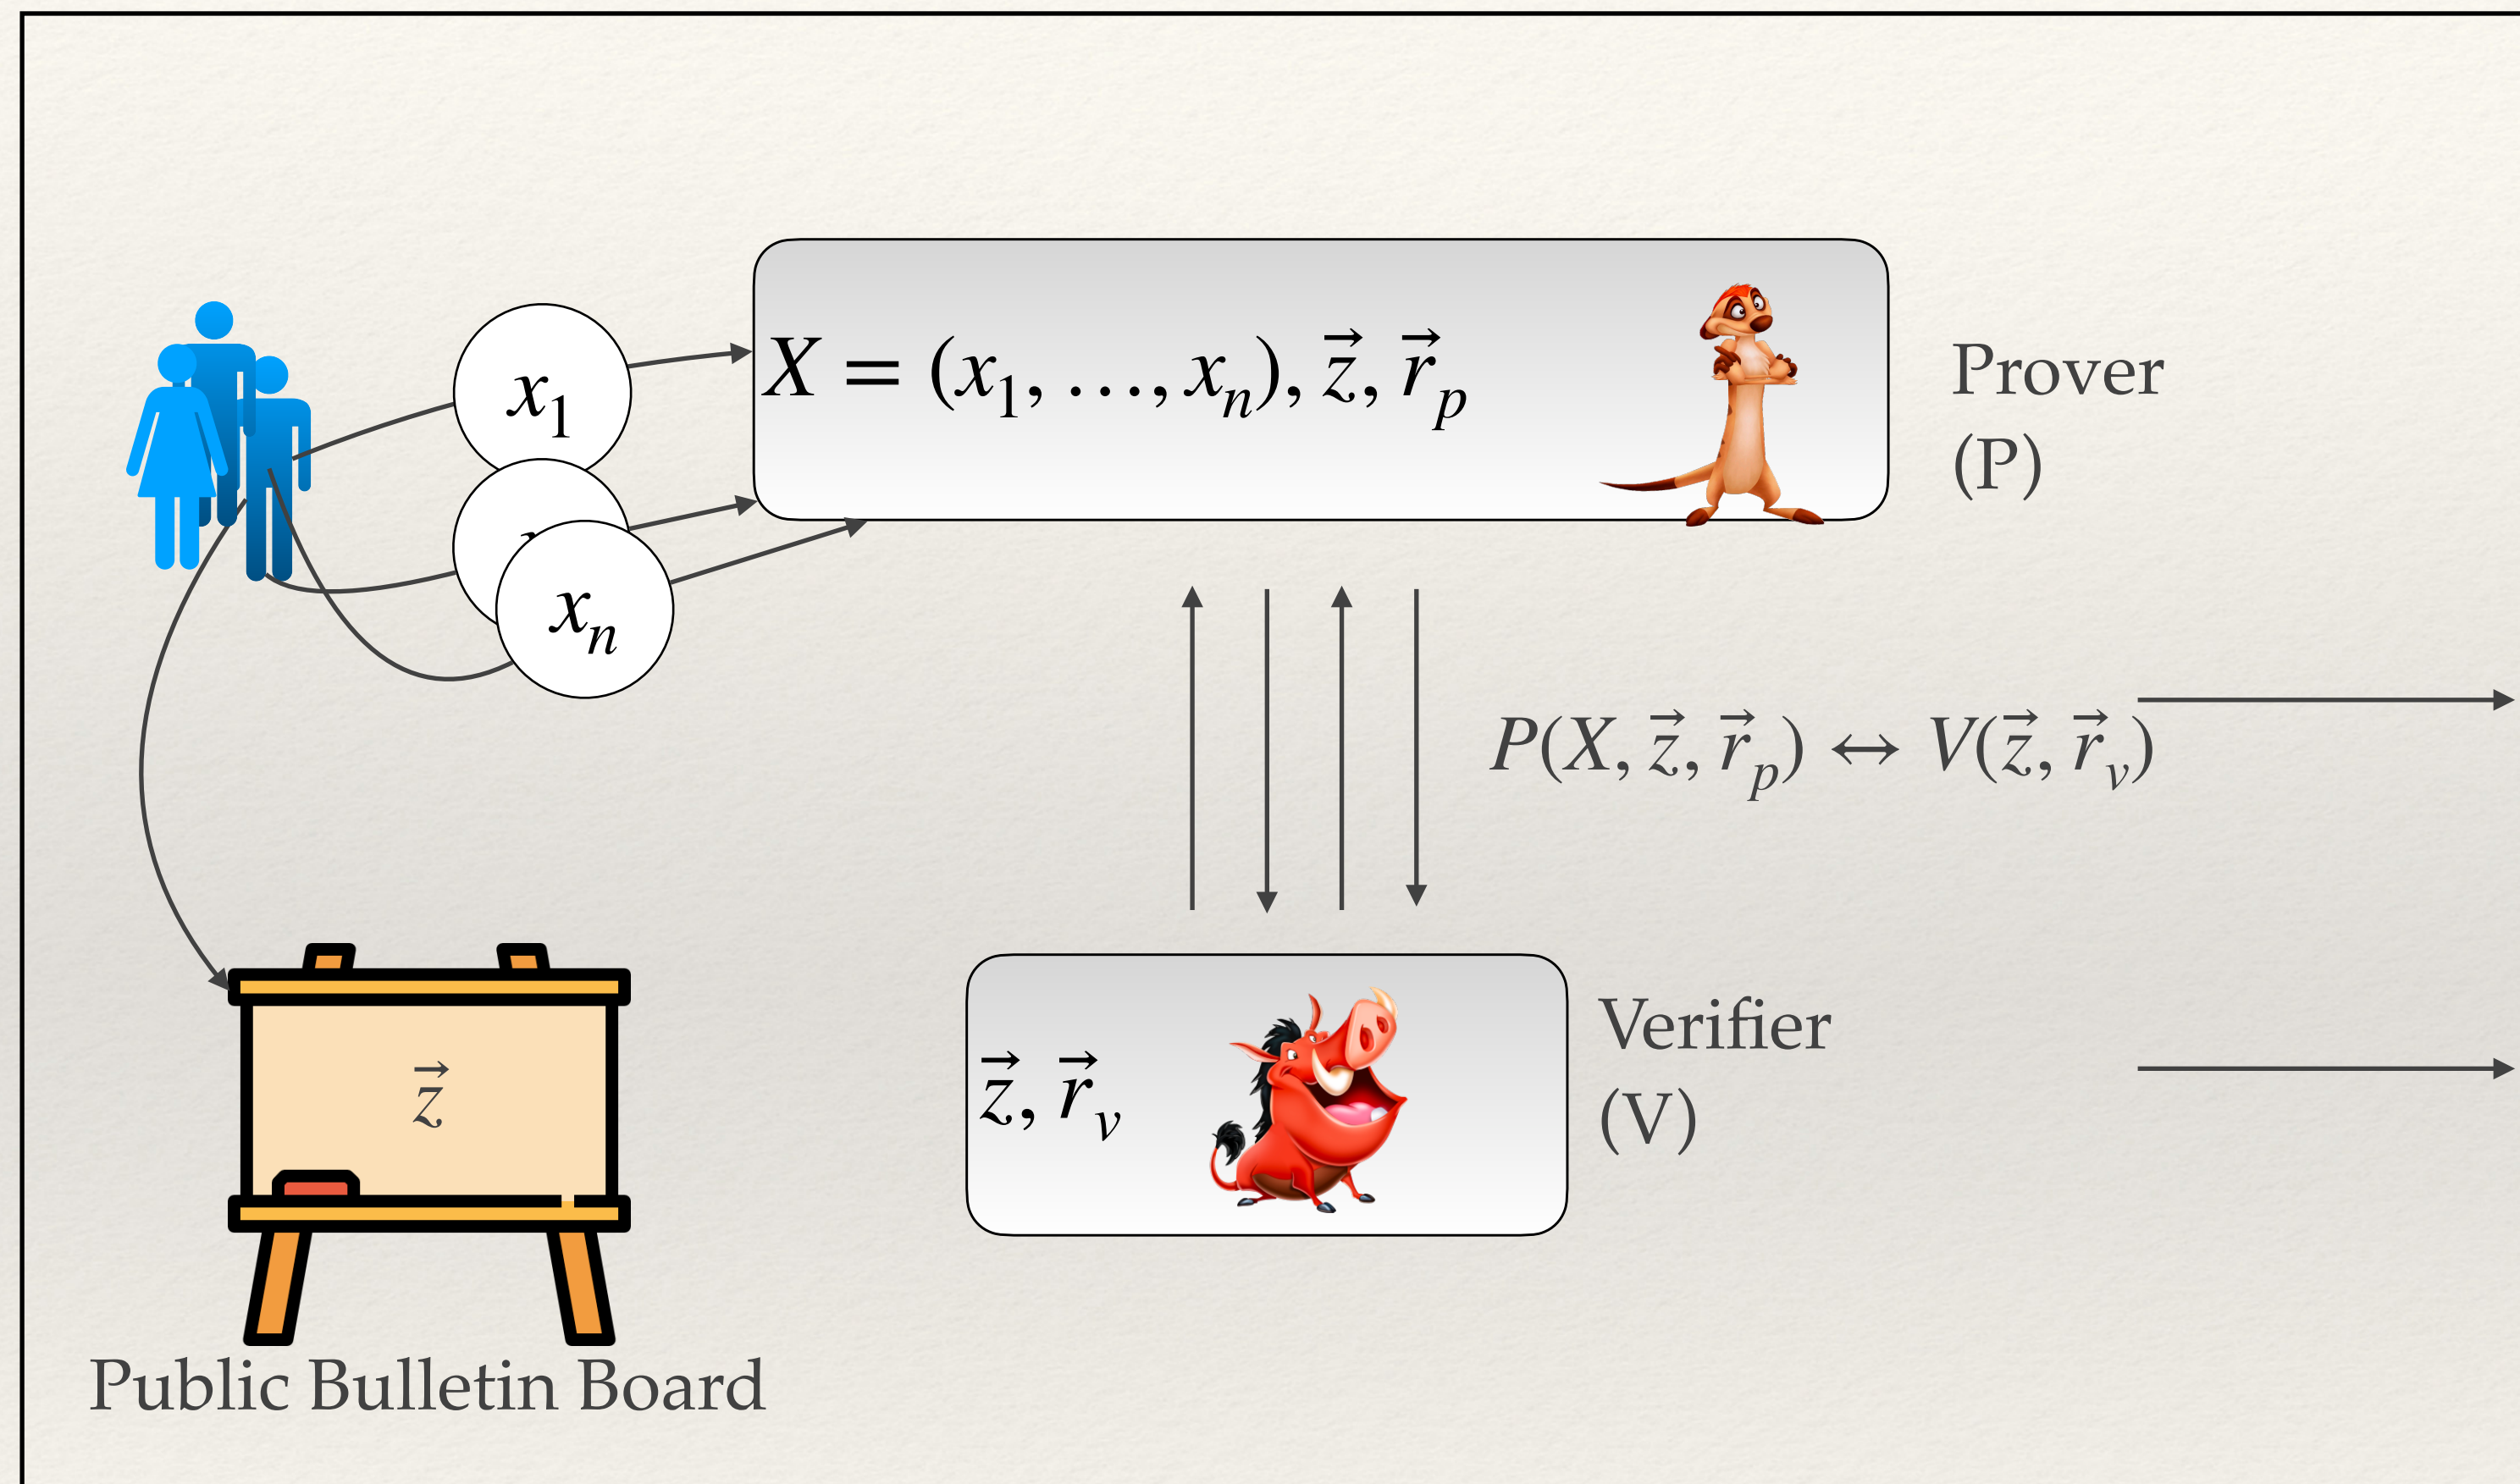 x₁
X = (x₁, …, xₙ), z⃗, r⃗ₚ
Prover
(P)
xₙ
P(X, z⃗, r⃗ₚ) ↔ V(z⃗, r⃗ᵥ)
z⃗
z⃗, r⃗ᵥ
Verifier
(V)
Public Bulletin Board